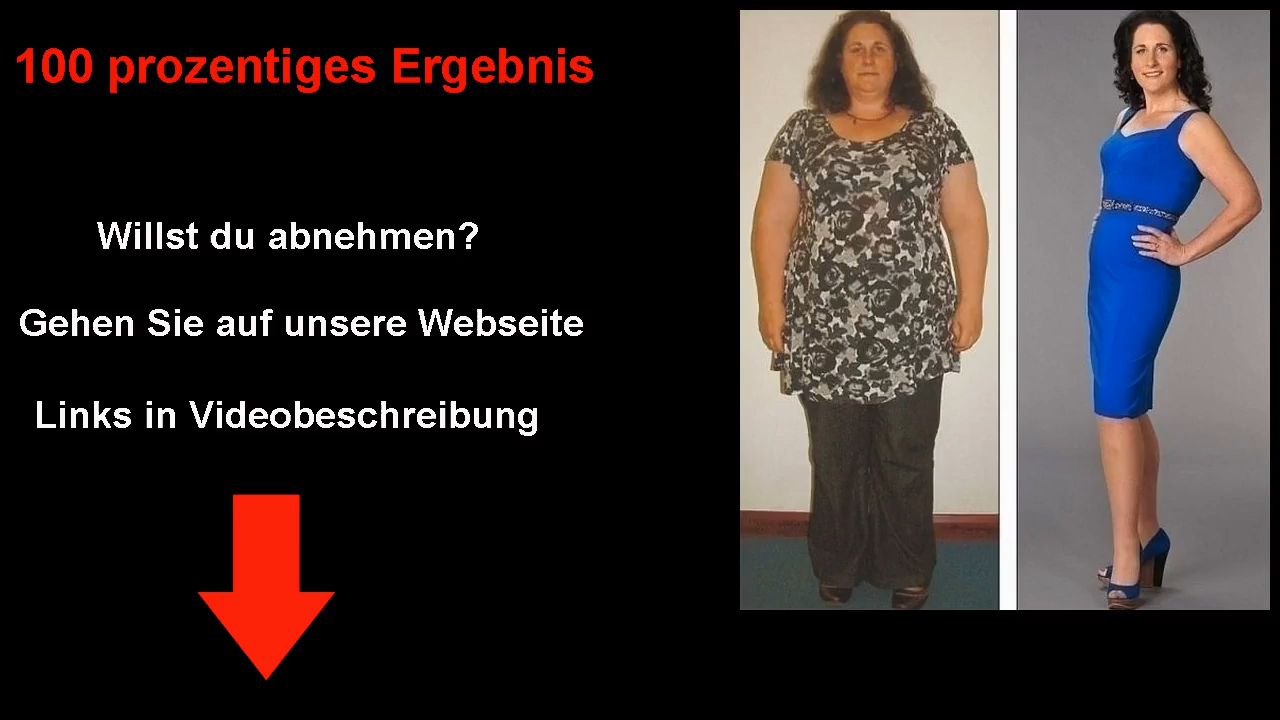 100 prozentiges Ergebnis
Willst du abnehmen?
Gehen Sie auf unsere Webseite
Links in Videobeschreibung